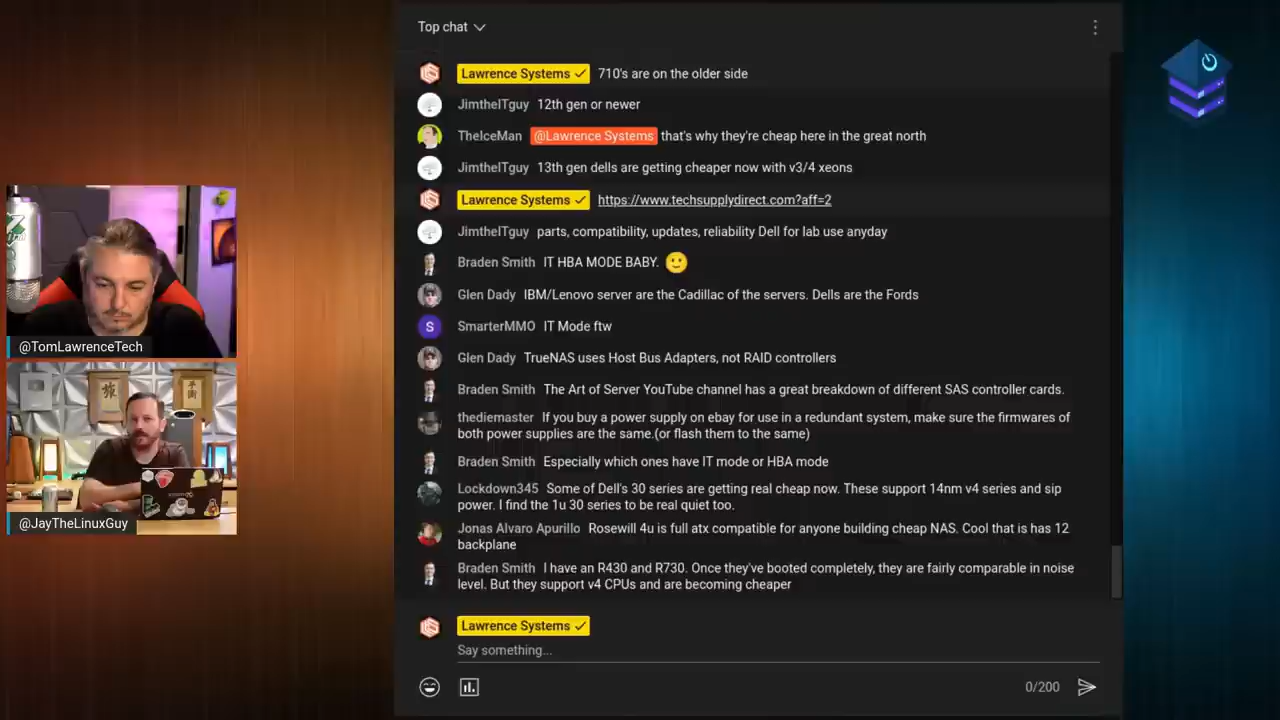 Top chat
Lawrence Systems 710's are on the older side
JimtheITguy 12th gen or newer
TheIceMan @Lawrence Systems that's why they're cheap here in the great north
JimtheITguy 13th gen dells are getting cheaper now with v3/4 xeons
Lawrence Systems https://www.techsupplydirect.com?aff=2
JimtheITguy parts, compatibility, updates, reliability Dell for lab use anyday
Braden Smith IT HBA MODE BABY. 🙂
Glen Dady IBM/Lenovo server are the Cadillac of the servers. Dells are the Fords
S SmarterMMO IT Mode ftw
Glen Dady TrueNAS uses Host Bus Adapters, not RAID controllers
Braden Smith The Art of Server YouTube channel has a great breakdown of different SAS controller cards.
thediemaster If you buy a power supply on ebay for use in a redundant system, make sure the firmwares of
both power supplies are the same.(or flash them to the same)
Braden Smith Especially which ones have IT mode or HBA mode
Lockdown345 Some of Dell's 30 series are getting real cheap now. These support 14nm v4 series and sip
power. I find the 1u 30 series to be real quiet too.
Jonas Alvaro Apurillo Rosewill 4u is full atx compatible for anyone building cheap NAS. Cool that is has 12
backplane
Braden Smith I have an R430 and R730. Once they've booted completely, they are fairly comparable in noise
level. But they support v4 CPUs and are becoming cheaper
Lawrence Systems
Say something...
0/200
@TomLawrenceTech
@JayTheLinuxGuy